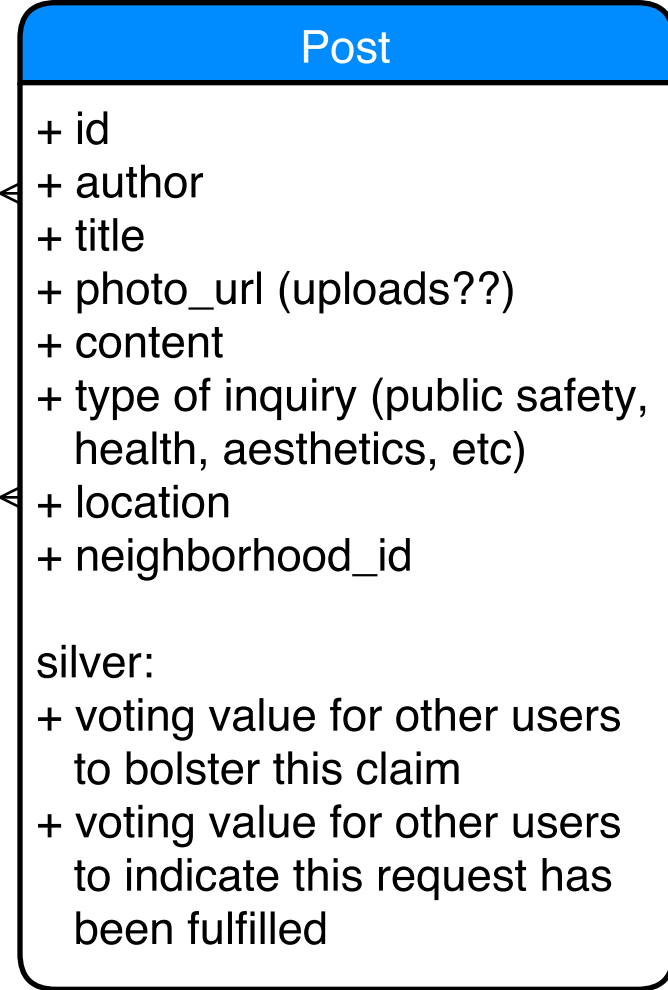 Post
+ id
+ author
+ title
+ photo_url (uploads??)
+ content
+ type of inquiry (public safety,
health, aesthetics, etc)
+ location
+ neighborhood_id
silver:
+ voting value for other users
to bolster this claim
+ voting value for other users
to indicate this request has
been fulfilled